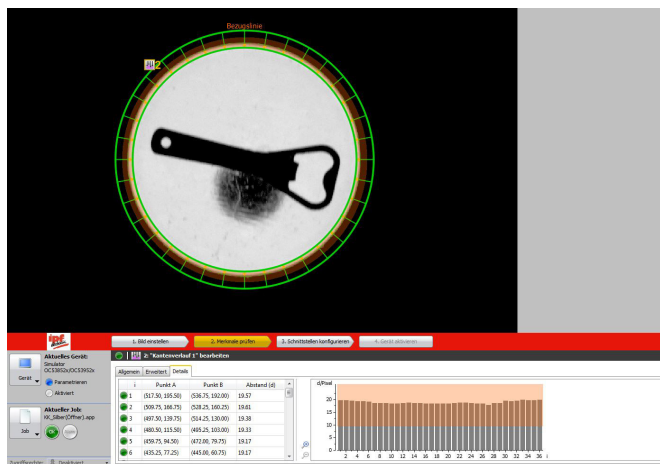 Bezugslinie
2
ipf
1. Bild einstellen
2. Merkmale prüfen
3. Schnittstellen konfigurieren
4. Gerät aktivieren
Aktuelles Gerät:
Simulator
Gerät
Parametrieren
Aktiviert
2: "Kantenverlauf 1" bearbeiten
Allgemein Erweitert Details
i Punkt A Punkt B Abstand (d)
1 (517.50, 195.50) (536.75, 192.00) 19.57
2 (509.75, 166.75) (528.25, 160.25) 19.61
3 (497.50, 139.75) (514.25, 130.00) 19.38
4 (480.50, 115.50) (495.25, 103.00) 19.33
5 (459.75, 94.50) (472.00, 79.75) 19.17
6 (435.25, 77.25) (445.00, 60.75) 19.17
Aktueller Job:
KK_Silber(Offner).app
Job
OK
d/Pixel
20
15
10
5
0
2 4 6 8 10 12 14 16 18 20 22 24 26 28 30 32 34 36 i